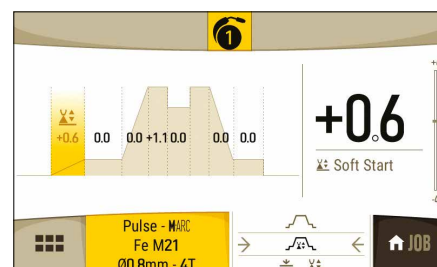 1
+0.6 0.0 0.0 +1.1 0.0 0.0 0.0
+0.6
Soft Start
Pulse - MARC
Fe M21
Ø0.8mm - 4T
JOB